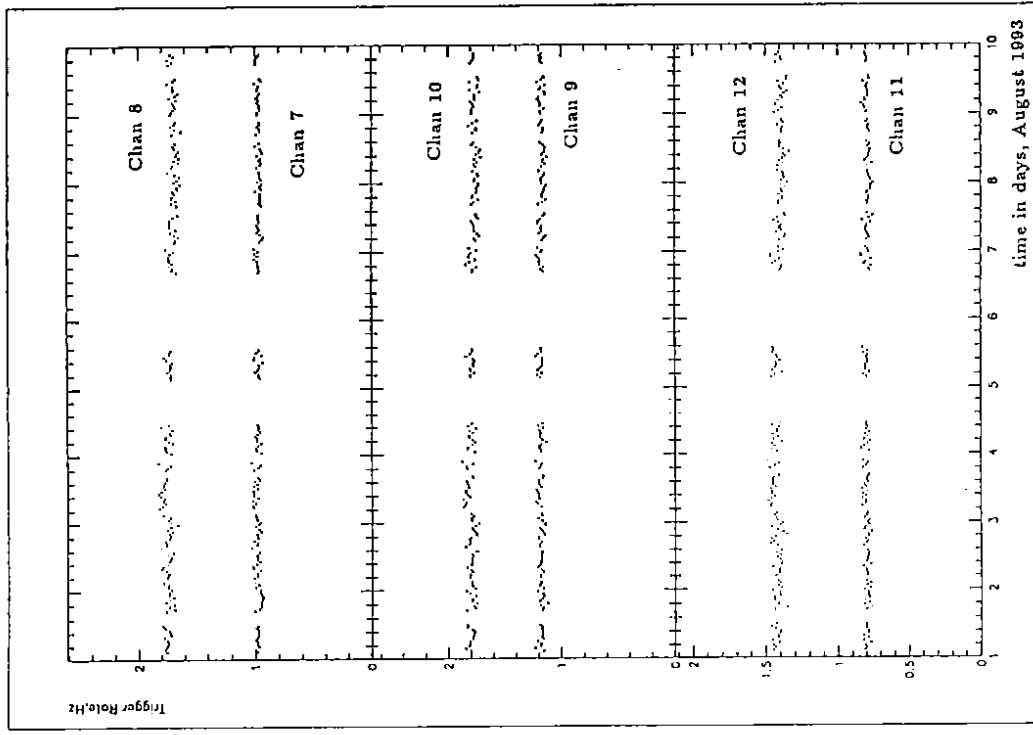 Trigger Rate,Hz
2
1
0
Chan 8
Chan 7
2
1
0
Chan 10
Chan 9
2
1.5
1
0.5
0
Chan 12
Chan 11
1 2 3 4 5 6 7 8 9 10
time in days, August 1993